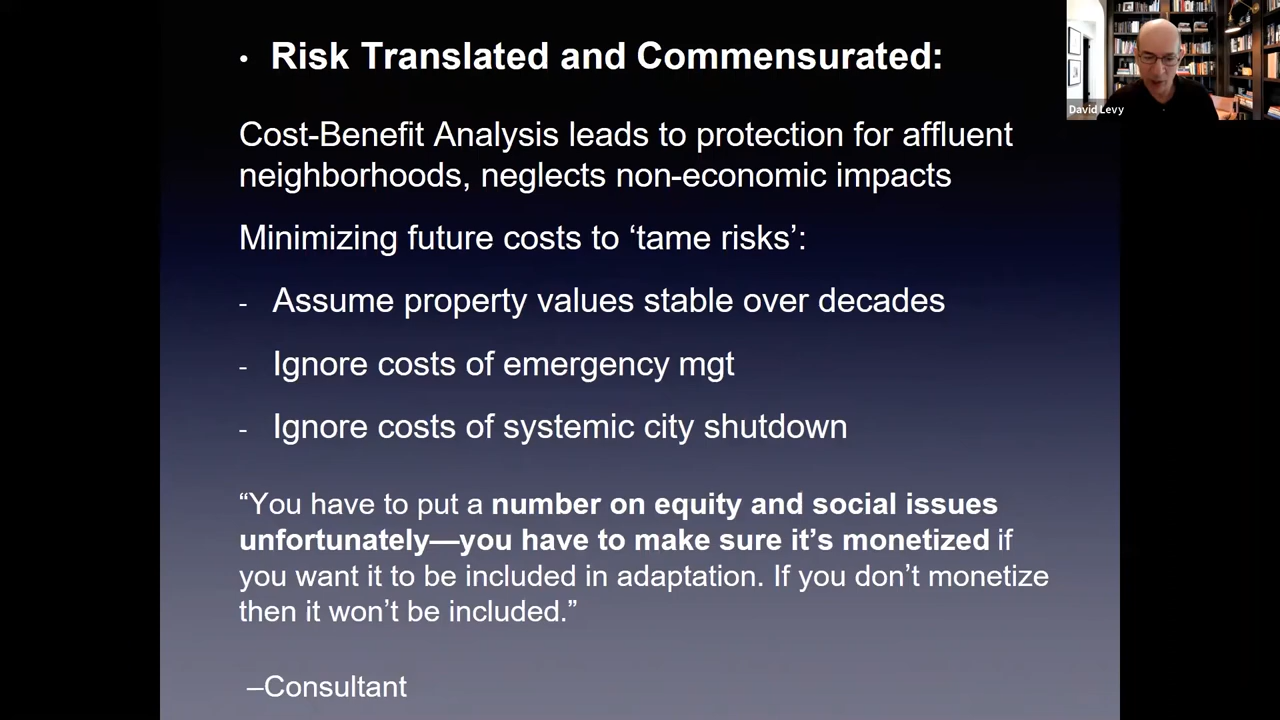 • Risk Translated and Commensurated:
David Levy
Cost-Benefit Analysis leads to protection for affluent
neighborhoods, neglects non-economic impacts
Minimizing future costs to ‘tame risks’:
- Assume property values stable over decades
- Ignore costs of emergency mgt
- Ignore costs of systemic city shutdown
“You have to put a number on equity and social issues
unfortunately—you have to make sure it’s monetized if
you want it to be included in adaptation. If you don’t monetize
then it won’t be included.”
–Consultant